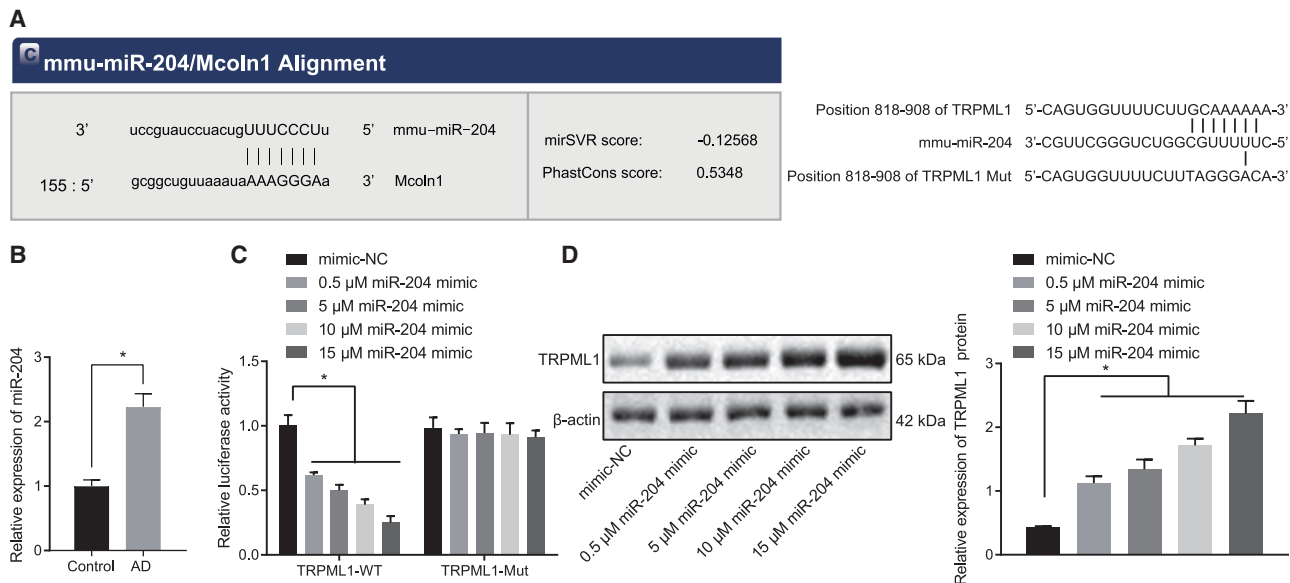 A
C mmu-miR-204/Mcoln1 Alignment
3' uccguauccuacugUUUCCCUu 5' mmu-miR-204
155 : 5' gcggcuguuaaauaAAAGGGAa 3' Mcoln1
mirSVR score: -0.12568
PhastCons score: 0.5348
Position 818-908 of TRPML1 5'-CAGUGGUUUUCUUGCAAAAAA-3'
mmu-miR-204 3'-CGUUCGGGUCUGGCGUUUUUC-5'
Position 818-908 of TRPML1 Mut 5'-CAGUGGUUUUCUUUAGGGACA-3'
B
Relative expression of miR-204
3
2
1
0
*
Control AD
C
mimic-NC
0.5 µM miR-204 mimic
5 µM miR-204 mimic
10 µM miR-204 mimic
15 µM miR-204 mimic
Relative luciferase activity
1.5
1.0
0.5
0.0
*
TRPML1-WT TRPML1-Mut
D
TRPML1 65 kDa
β-actin 42 kDa
mimic-NC
0.5 µM miR-204 mimic
5 µM miR-204 mimic
10 µM miR-204 mimic
15 µM miR-204 mimic
mimic-NC
0.5 µM miR-204 mimic
5 µM miR-204 mimic
10 µM miR-204 mimic
15 µM miR-204 mimic
Relative expression of TRPML1 protein
3
2
1
0
*